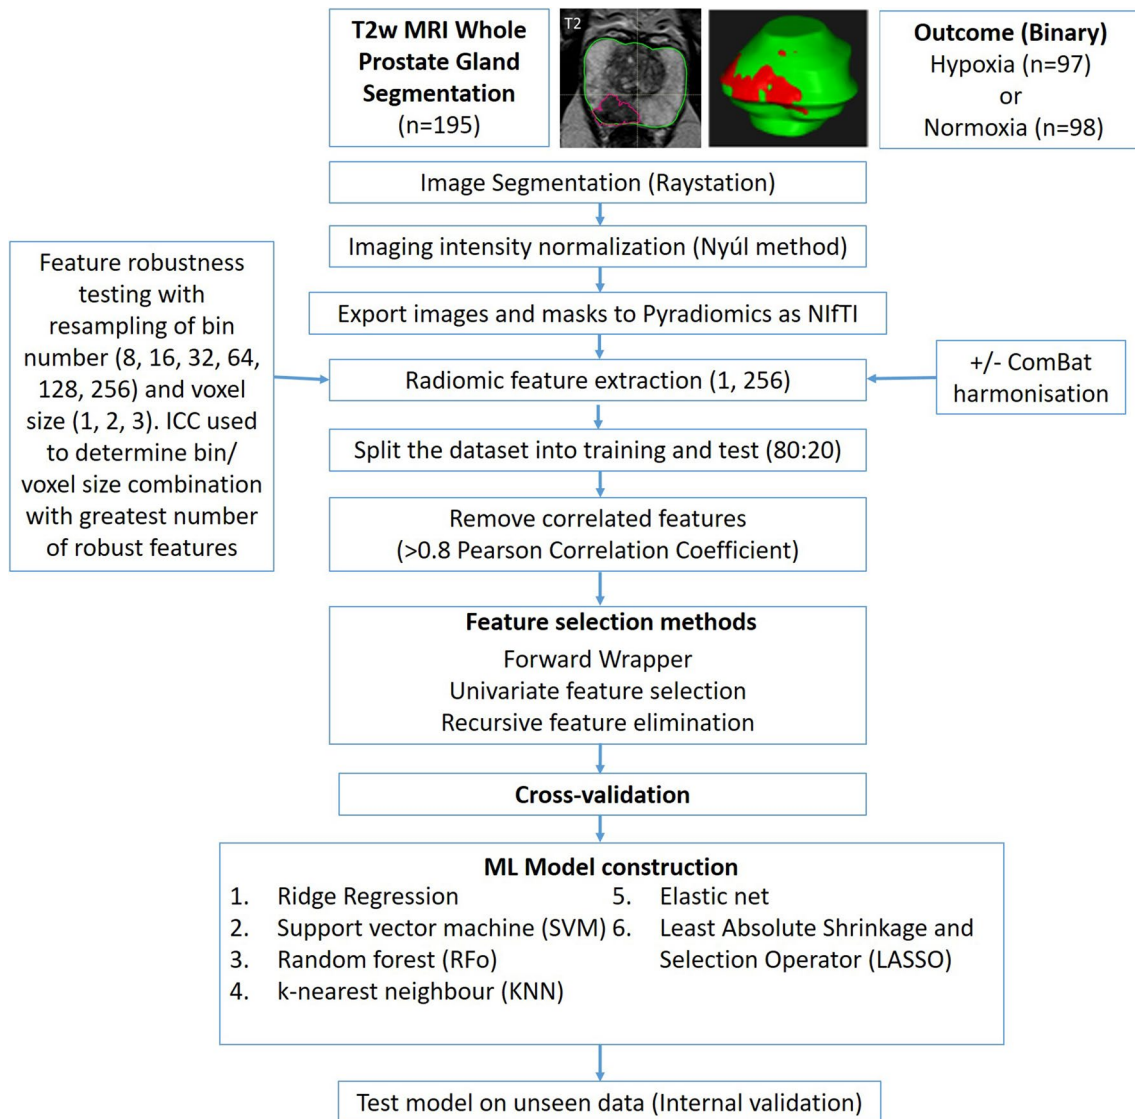 T2w MRI Whole
Prostate Gland
Segmentation
(n=195)
T2
Outcome (Binary)
Hypoxia (n=97)
or
Normoxia (n=98)
Image Segmentation (Raystation)
Imaging intensity normalization (Nyúl method)
Export images and masks to Pyradiomics as NIfTI
Feature robustness
testing with
resampling of bin
number (8, 16, 32, 64,
128, 256) and voxel
size (1, 2, 3). ICC used
to determine bin/
voxel size combination
with greatest number
of robust features
Radiomic feature extraction (1, 256)
+/- ComBat
harmonisation
Split the dataset into training and test (80:20)
Remove correlated features
(>0.8 Pearson Correlation Coefficient)
Feature selection methods
Forward Wrapper
Univariate feature selection
Recursive feature elimination
Cross-validation
ML Model construction
1. Ridge Regression
2. Support vector machine (SVM)
3. Random forest (RFo)
4. k-nearest neighbour (KNN)
5. Elastic net
6. Least Absolute Shrinkage and
Selection Operator (LASSO)
Test model on unseen data (Internal validation)